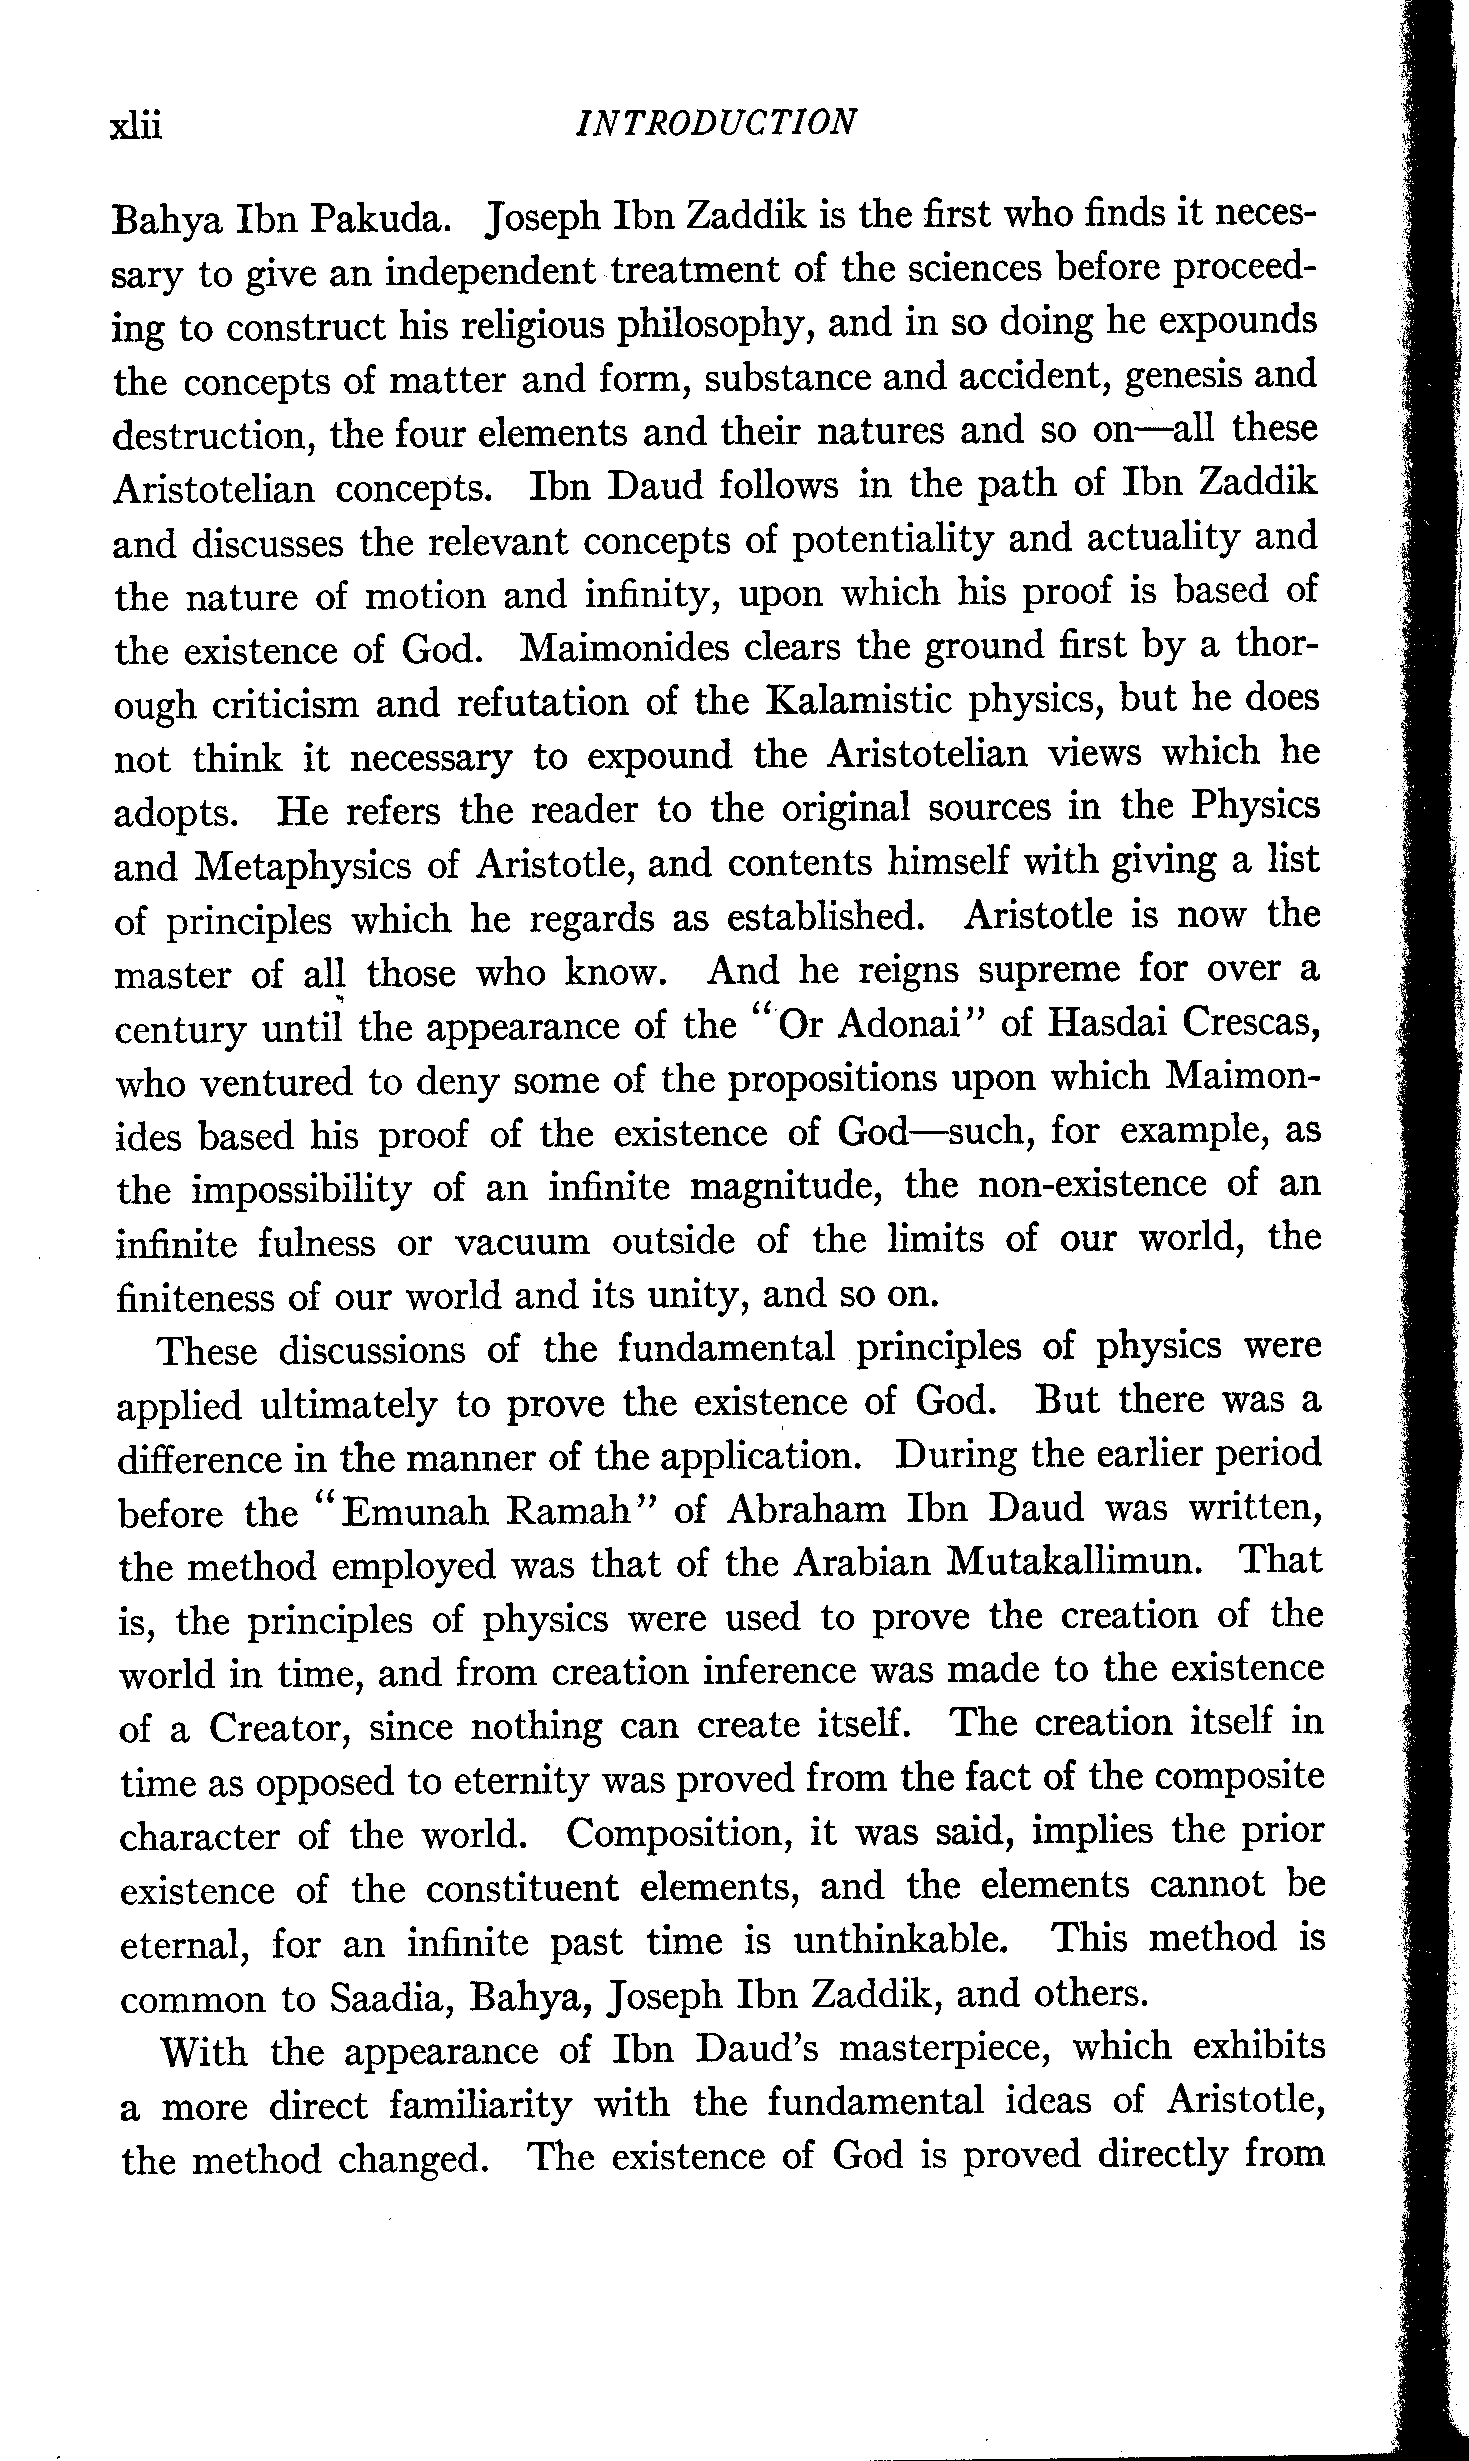 xlii INTRODUCTION
Bahya Ibn Pakuda. Joseph Ibn Zaddik is the first who finds it neces-
sary to give an independent treatment of the sciences before proceed-
ing to construct his religious philosophy, and in so doing he expounds
the concepts of matter and form, substance and accident, genesis and
destruction, the four elements and their natures and so on—all these
Aristotelian concepts. Ibn Daud follows in the path of Ibn Zaddik
and discusses the relevant concepts of potentiality and actuality and
the nature of motion and infinity, upon which his proof is based of
the existence of God. Maimonides clears the ground first by a thor-
ough criticism and refutation of the Kalamistic physics, but he does
not think it necessary to expound the Aristotelian views which he
adopts. He refers the reader to the original sources in the Physics
and Metaphysics of Aristotle, and contents himself with giving a list
of principles which he regards as established. Aristotle is now the
master of all those who know. And he reigns supreme for over a
century until the appearance of the "Or Adonai" of Hasdai Crescas,
who ventured to deny some of the propositions upon which Maimon-
ides based his proof of the existence of God—such, for example, as
the impossibility of an infinite magnitude, the non-existence of an
infinite fulness or vacuum outside of the limits of our world, the
finiteness of our world and its unity, and so on.
These discussions of the fundamental principles of physics were
applied ultimately to prove the existence of God. But there was a
difference in the manner of the application. During the earlier period
before the "Emunah Ramah" of Abraham Ibn Daud was written,
the method employed was that of the Arabian Mutakallimun. That
is, the principles of physics were used to prove the creation of the
world in time, and from creation inference was made to the existence
of a Creator, since nothing can create itself. The creation itself in
time as opposed to eternity was proved from the fact of the composite
character of the world. Composition, it was said, implies the prior
existence of the constituent elements, and the elements cannot be
eternal, for an infinite past time is unthinkable. This method is
common to Saadia, Bahya, Joseph Ibn Zaddik, and others.
With the appearance of Ibn Daud's masterpiece, which exhibits
a more direct familiarity with the fundamental ideas of Aristotle,
the method changed. The existence of God is proved directly from